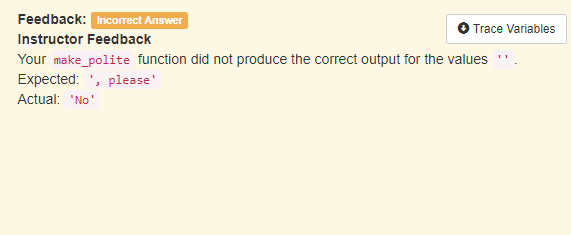 Feedback: Incorrect Answer
Trace Variables
Instructor Feedback
Your make_polite function did not produce the correct output for the values ''.
Expected: ', please'
Actual: 'No'